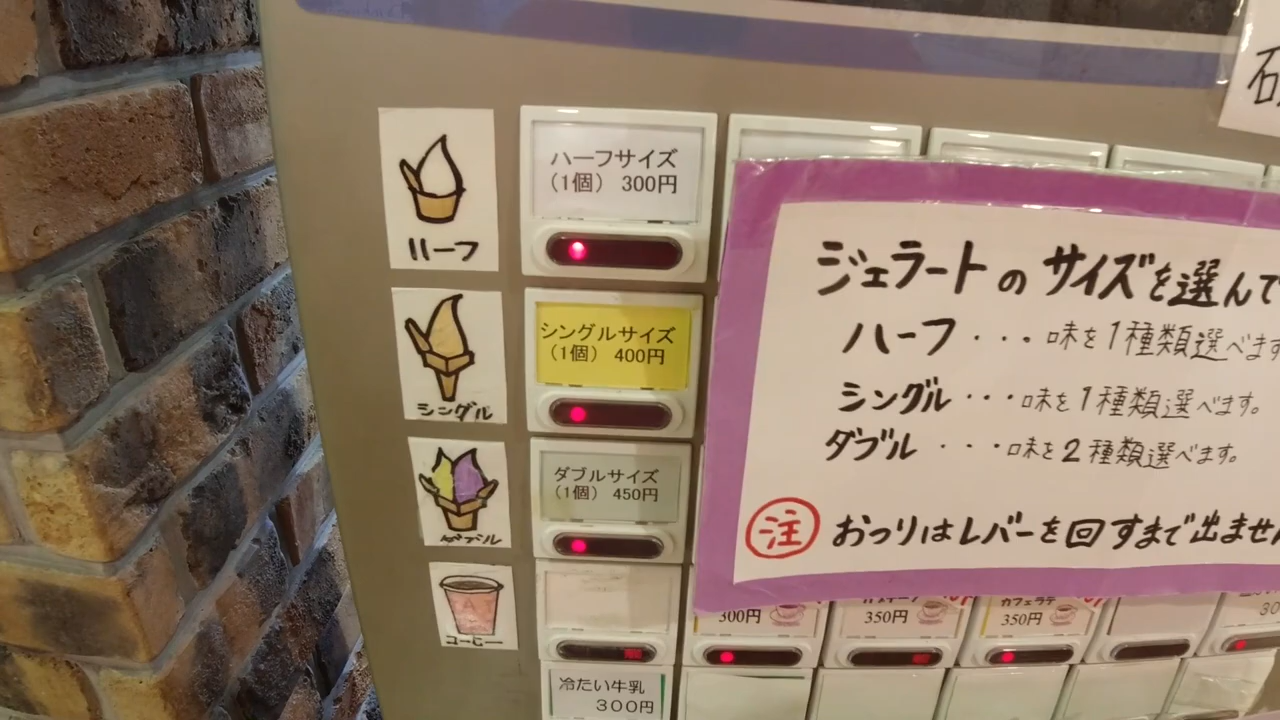 ハーフ
ハーフサイズ
(1個) 300円
シングル
シングルサイズ
(1個) 400円
ダブル
ダブルサイズ
(1個) 450円
コーヒー
ジェラートのサイズを選んで
ハーフ・・・味を1種類選べます
シングル・・・味を1種類選べます。
ダブル・・・味を2種類選べます。
注 おつりはレバーを回すまで出ません
300円
350円
カフェラテ
350円
冷たい牛乳
300円